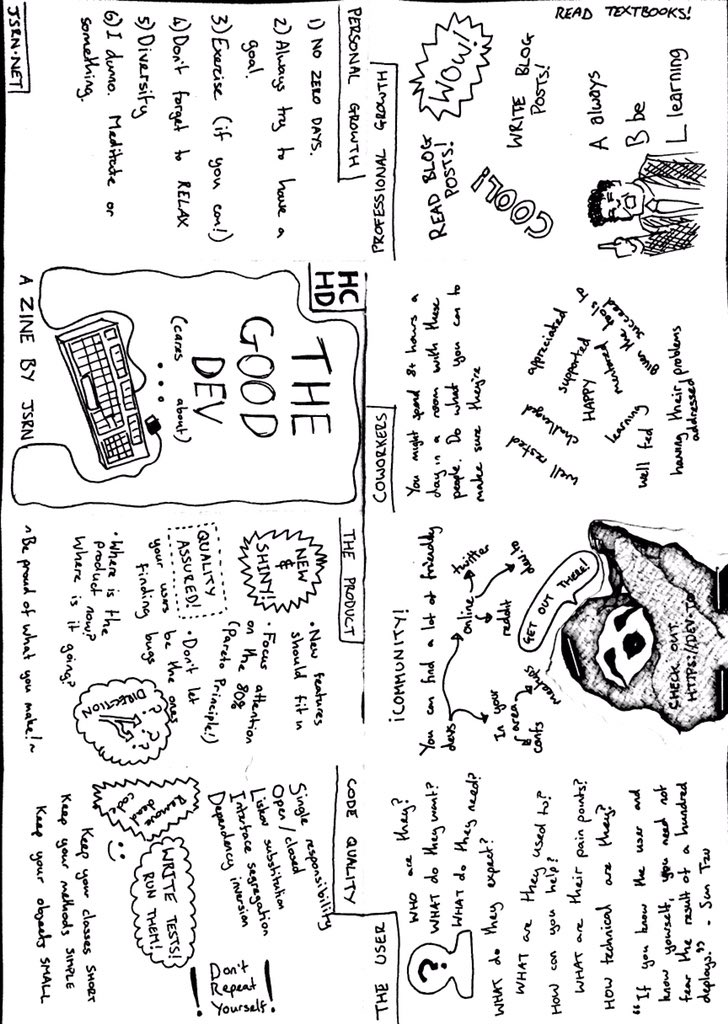 HC
HD
THE
GOOD
DEV
...
(cares about)
A ZINE BY JSRN
THE PRODUCT
NEW
&
SHINY!
• New features
should fit in
• Focus attention
on the 80%
(Pareto Principle!)
QUALITY
ASSURED!
• Don't let
your users be the ones
finding bugs
• Where is the
product now?
Where is it going?
DIRECTION
???
~Be proud of what you make!~
CODE QUALITY
Single responsibility
Open/closed
Liskov substitution
Interface segregation
Dependency inversion
Remove
dead
code!
:)
WRITE TESTS!
RUN THEM!
Don't
Repeat
Yourself!
Keep your classes SHORT
Keep your methods SIMPLE
Keep your objects SMALL
THE USER
WHO are they?
WHAT do they want?
WHAT do they need?
?
WHAT do they expect?
WHAT are they used to?
How can you help?
WHAT are their pain points?
HOW technical are they?
"If you know the user and
know yourself, you need not
fear the result of a hundred
deploys." - Sun Tzu
¡COMMUNITY!
You can find a lot of friendly
devs
online
twitter
reddit
dev.to
In your
area
meetups
confs
GET OUT THERE!
CHECK OUT
HTTPS://DEV.TO
COWORKERS
You might spend 8+ hours a
day in a room with these
people. Do what you can to
make sure they're
appreciated
supported
HAPPY
mentored
given the tools to
succeed
well rested
challenged
learning
well fed
having their problems
addressed
PROFESSIONAL GROWTH
READ BLOG
POSTS!
WOW!
COOL!
WRITE BLOG
POSTS!
READ TEXTBOOKS!
A always
B be
L learning
PERSONAL GROWTH
1) NO ZERO DAYS.
2) Always try to have a
goal.
3) Exercise (if you can!)
4) Don't forget to RELAX
5) Diversity
6) I dunno. Meditate or
something.
JSRN.NET